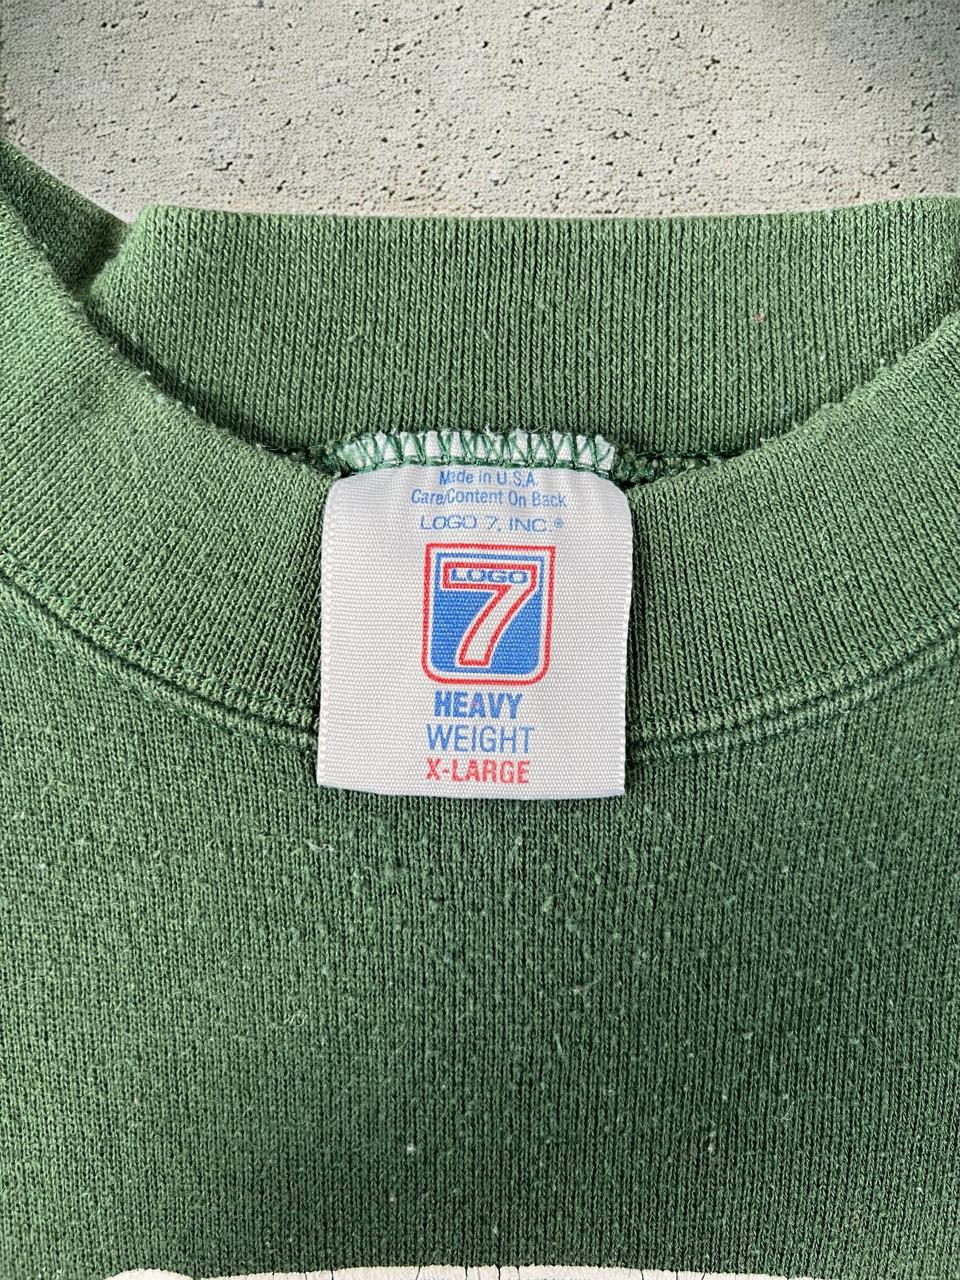 Made in U.S.A.
Care/Content On Back
LOGO 7, INC.®
LOGO
7
HEAVY
WEIGHT
X-LARGE